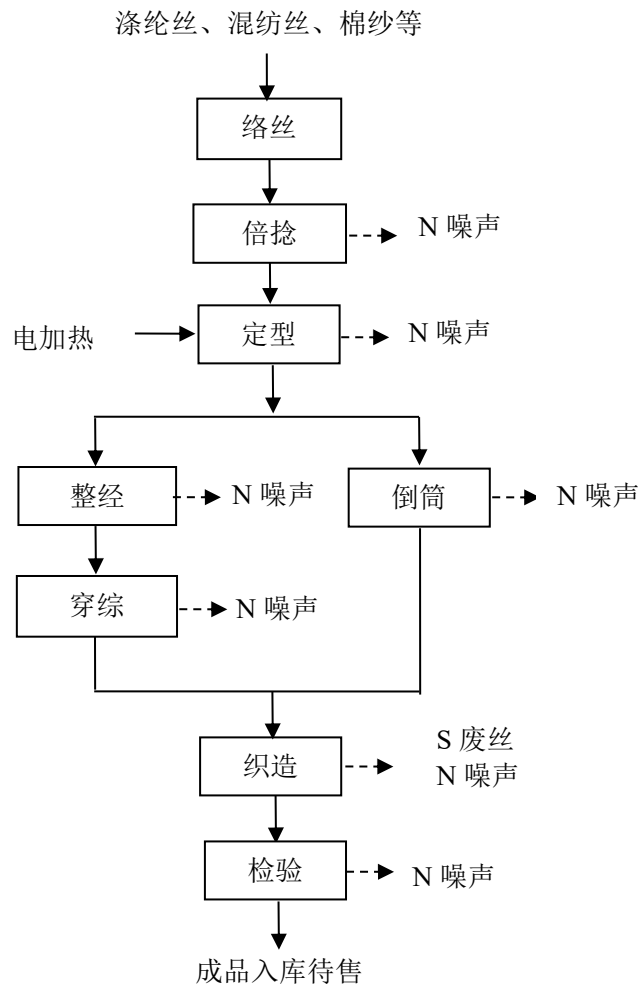 涤纶丝、混纺丝、棉纱等
络丝
倍捻
N 噪声
电加热
定型
N 噪声
整经
N 噪声
倒筒
N 噪声
穿综
N 噪声
织造
S 废丝
N 噪声
检验
N 噪声
成品入库待售